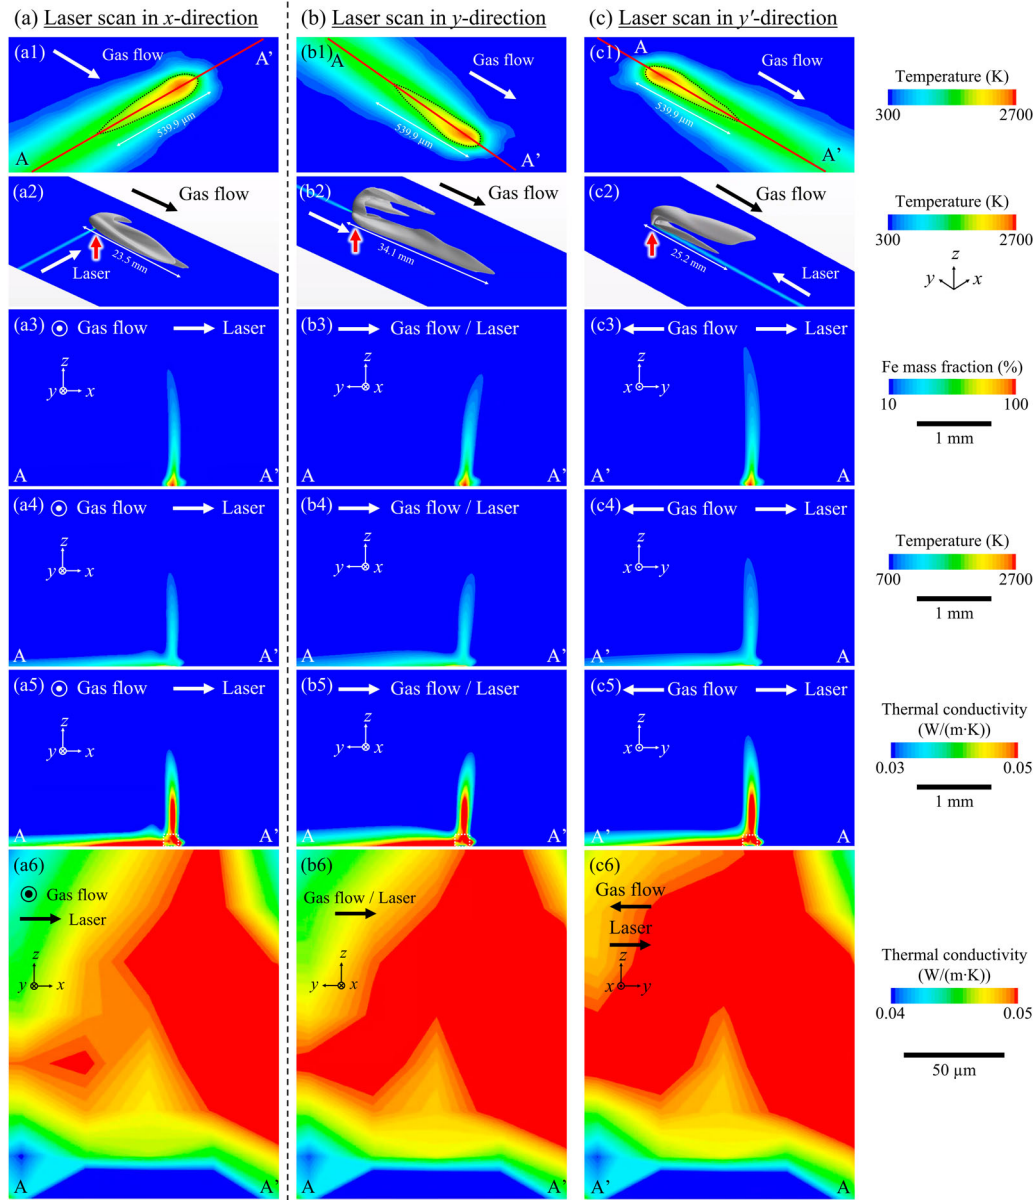 (a) Laser scan in x-direction
(b) Laser scan in y-direction
(c) Laser scan in y′-direction
(a1)
Gas flow
A'
539.9 µm
A
(b1)
A
Gas flow
539.9 µm
A'
(c1)
A
Gas flow
539.9 µm
A'
Temperature (K)
300 2700
(a2)
Gas flow
23.5 mm
Laser
(b2)
Gas flow
34.1 mm
(c2)
Gas flow
25.2 mm
Laser
Temperature (K)
300 2700
z
y x
(a3) Gas flow Laser
z
y x
A A'
(b3) Gas flow / Laser
z
y x
A A'
(c3) Gas flow Laser
z
x y
A' A
Fe mass fraction (%)
10 100
1 mm
(a4) Gas flow Laser
z
y x
A A'
(b4) Gas flow / Laser
z
y x
A A'
(c4) Gas flow Laser
z
x y
A' A
Temperature (K)
700 2700
1 mm
(a5) Gas flow Laser
z
y x
A A'
(b5) Gas flow / Laser
z
y x
A A'
(c5) Gas flow Laser
z
x y
A' A
Thermal conductivity
(W/(m·K))
0.03 0.05
1 mm
(a6)
Gas flow
Laser
z
y x
A A'
(b6)
Gas flow / Laser
z
y x
A A'
(c6)
Gas flow
Laser
z
x y
A' A
Thermal conductivity
(W/(m·K))
0.04 0.05
50 µm